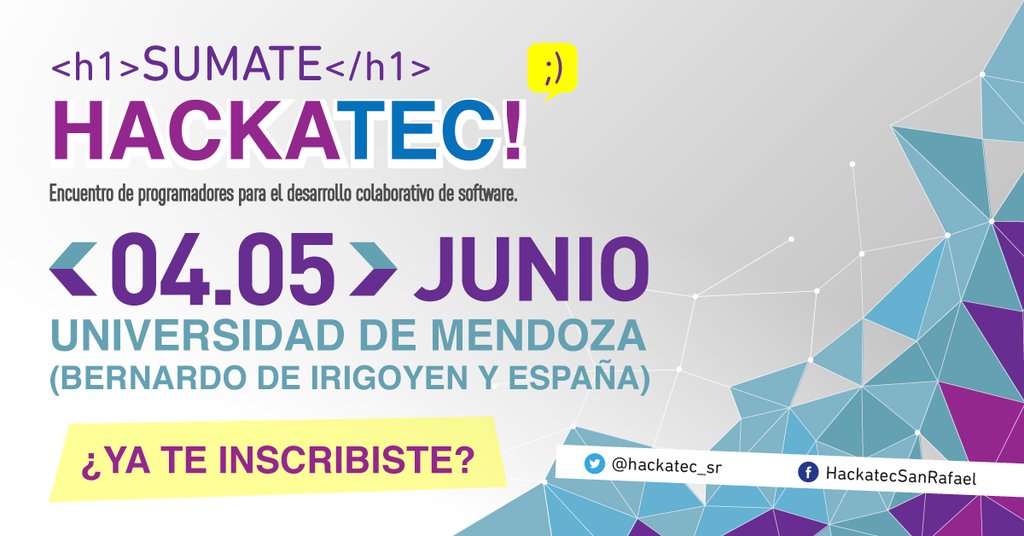 <h1>SUMATE</h1>
;)
HACKATEC!
Encuentro de programadores para el desarrollo colaborativo de software.
<04.05> JUNIO
UNIVERSIDAD DE MENDOZA
(BERNARDO DE IRIGOYEN Y ESPAÑA)
¿YA TE INSCRIBISTE?
@hackatec_sr
HackatecSanRafael